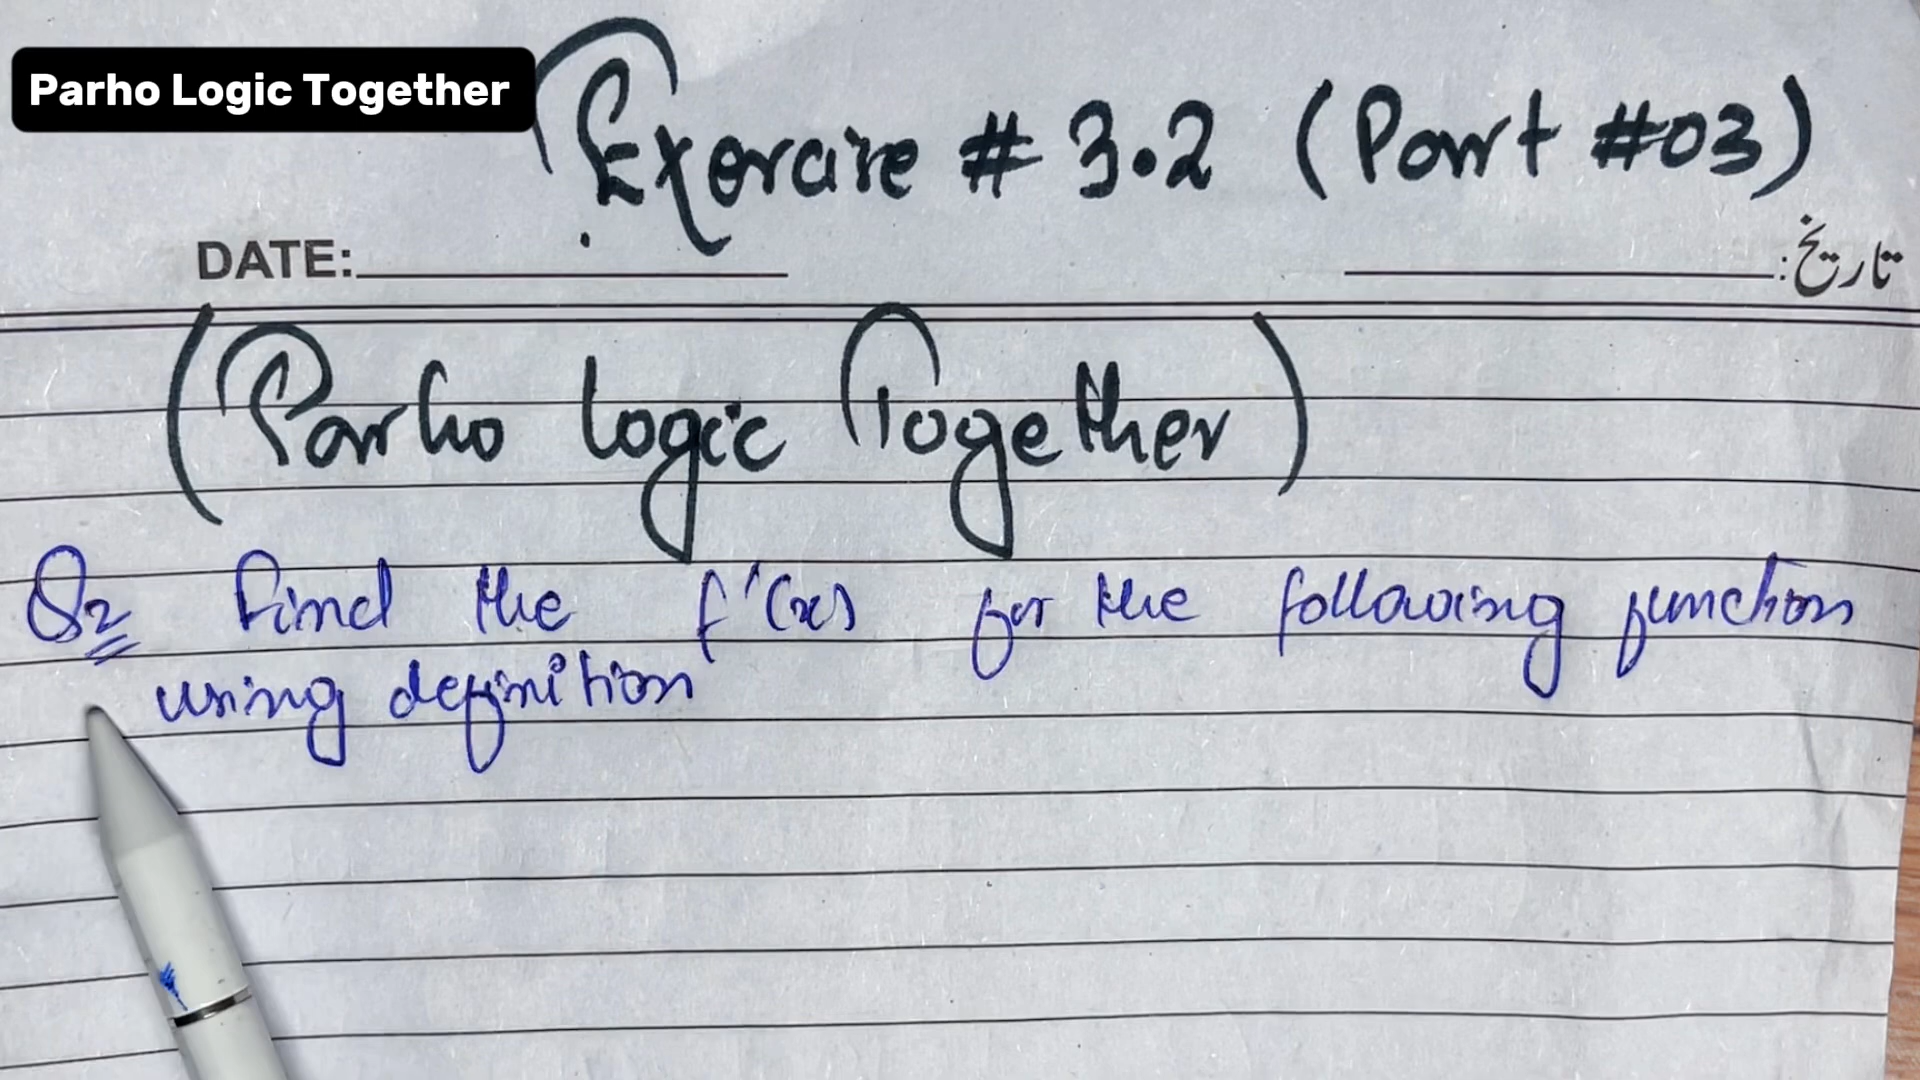 Parho Logic Together
Exercise # 3.2 (Part #03)
DATE: تاریخ:
(Parho Logic Together)
Q2 Find the f'(x) for the following function
using definition